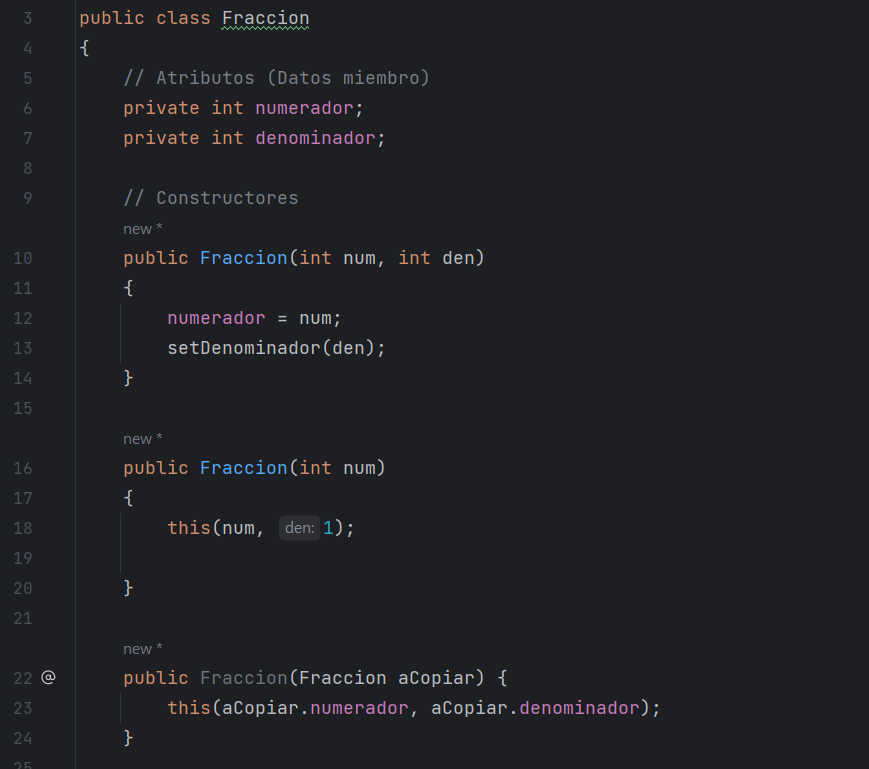 3 public class Fraccion
4 {
5 // Atributos (Datos miembro)
6 private int numerador;
7 private int denominador;
8
9 // Constructores
new *
10 public Fraccion(int num, int den)
11 {
12 numerador = num;
13 setDenominador(den);
14 }
15
new *
16 public Fraccion(int num)
17 {
18 this(num, den: 1);
19
20 }
21
new *
22 @ public Fraccion(Fraccion aCopiar) {
23 this(aCopiar.numerador, aCopiar.denominador);
24 }
25